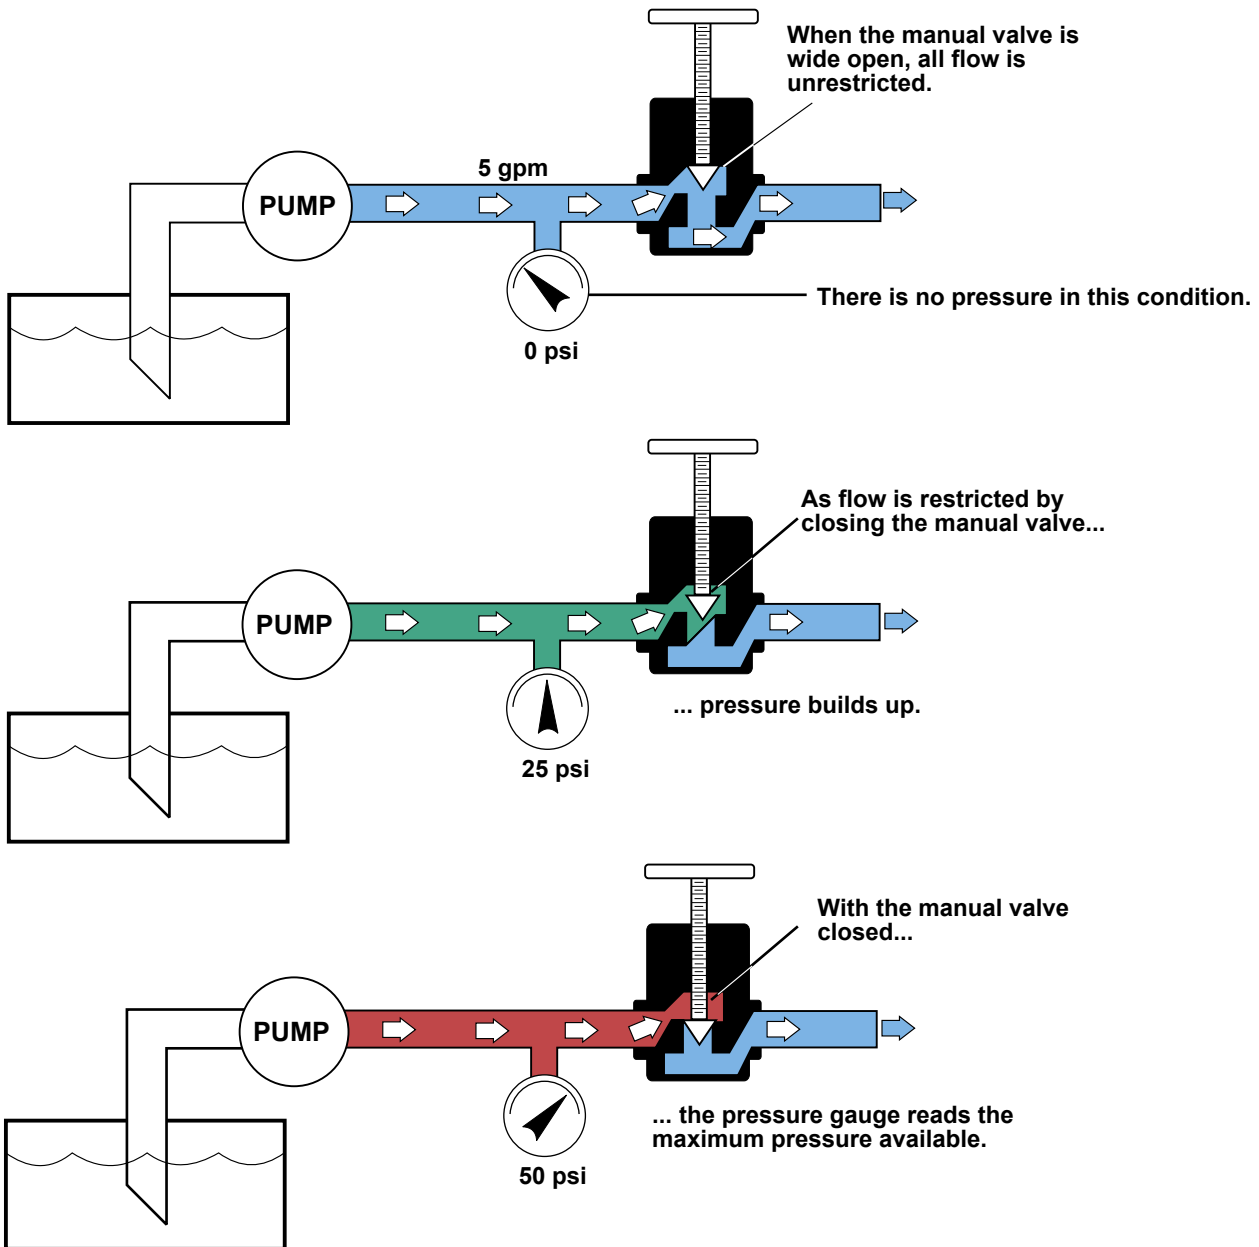 When the manual valve is
wide open, all flow is
unrestricted.
5 gpm
PUMP
There is no pressure in this condition.
0 psi
As flow is restricted by
closing the manual valve...
PUMP
... pressure builds up.
25 psi
With the manual valve
closed...
PUMP
... the pressure gauge reads the
maximum pressure available.
50 psi